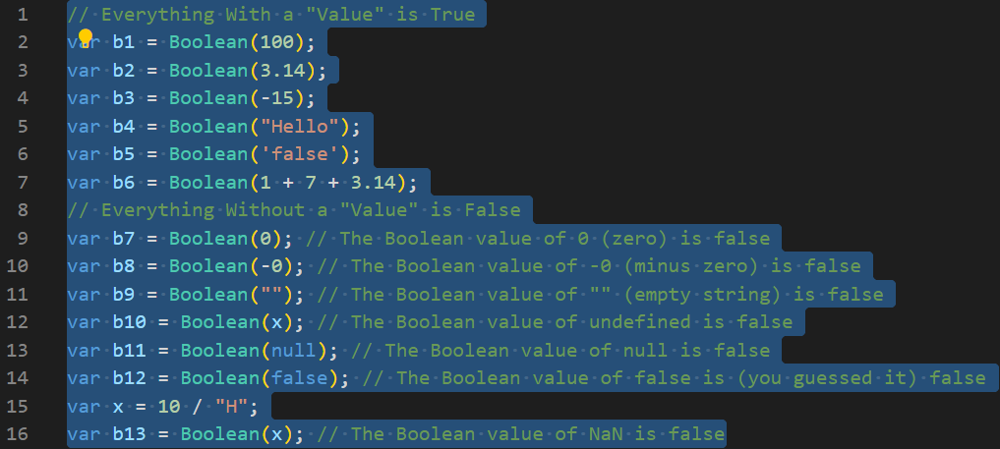 1 // Everything With a "Value" is True
2 var b1 = Boolean(100);
3 var b2 = Boolean(3.14);
4 var b3 = Boolean(-15);
5 var b4 = Boolean("Hello");
6 var b5 = Boolean('false');
7 var b6 = Boolean(1 + 7 + 3.14);
8 // Everything Without a "Value" is False
9 var b7 = Boolean(0); // The Boolean value of 0 (zero) is false
10 var b8 = Boolean(-0); // The Boolean value of -0 (minus zero) is false
11 var b9 = Boolean(""); // The Boolean value of "" (empty string) is false
12 var b10 = Boolean(x); // The Boolean value of undefined is false
13 var b11 = Boolean(null); // The Boolean value of null is false
14 var b12 = Boolean(false); // The Boolean value of false is (you guessed it) false
15 var x = 10 / "H";
16 var b13 = Boolean(x); // The Boolean value of NaN is false